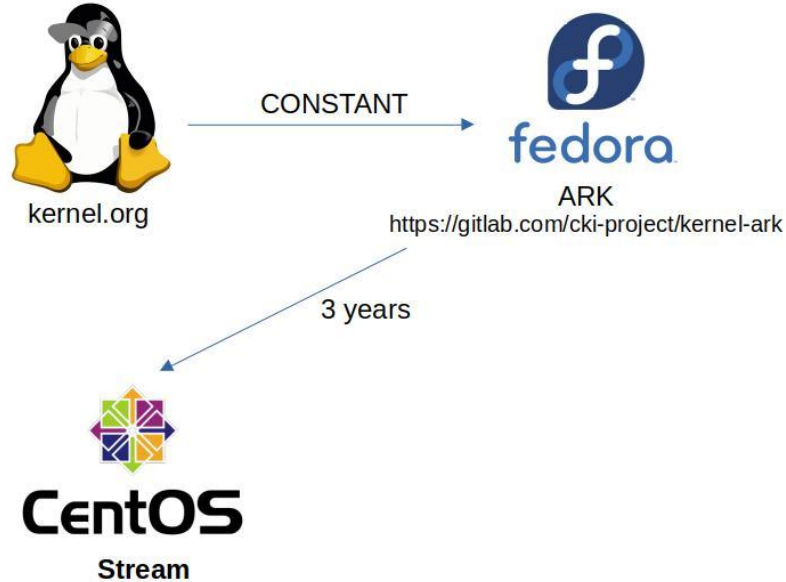 CONSTANT
fedora
kernel.org
ARK
https://gitlab.com/cki-project/kernel-ark
3 years
CentOS
Stream